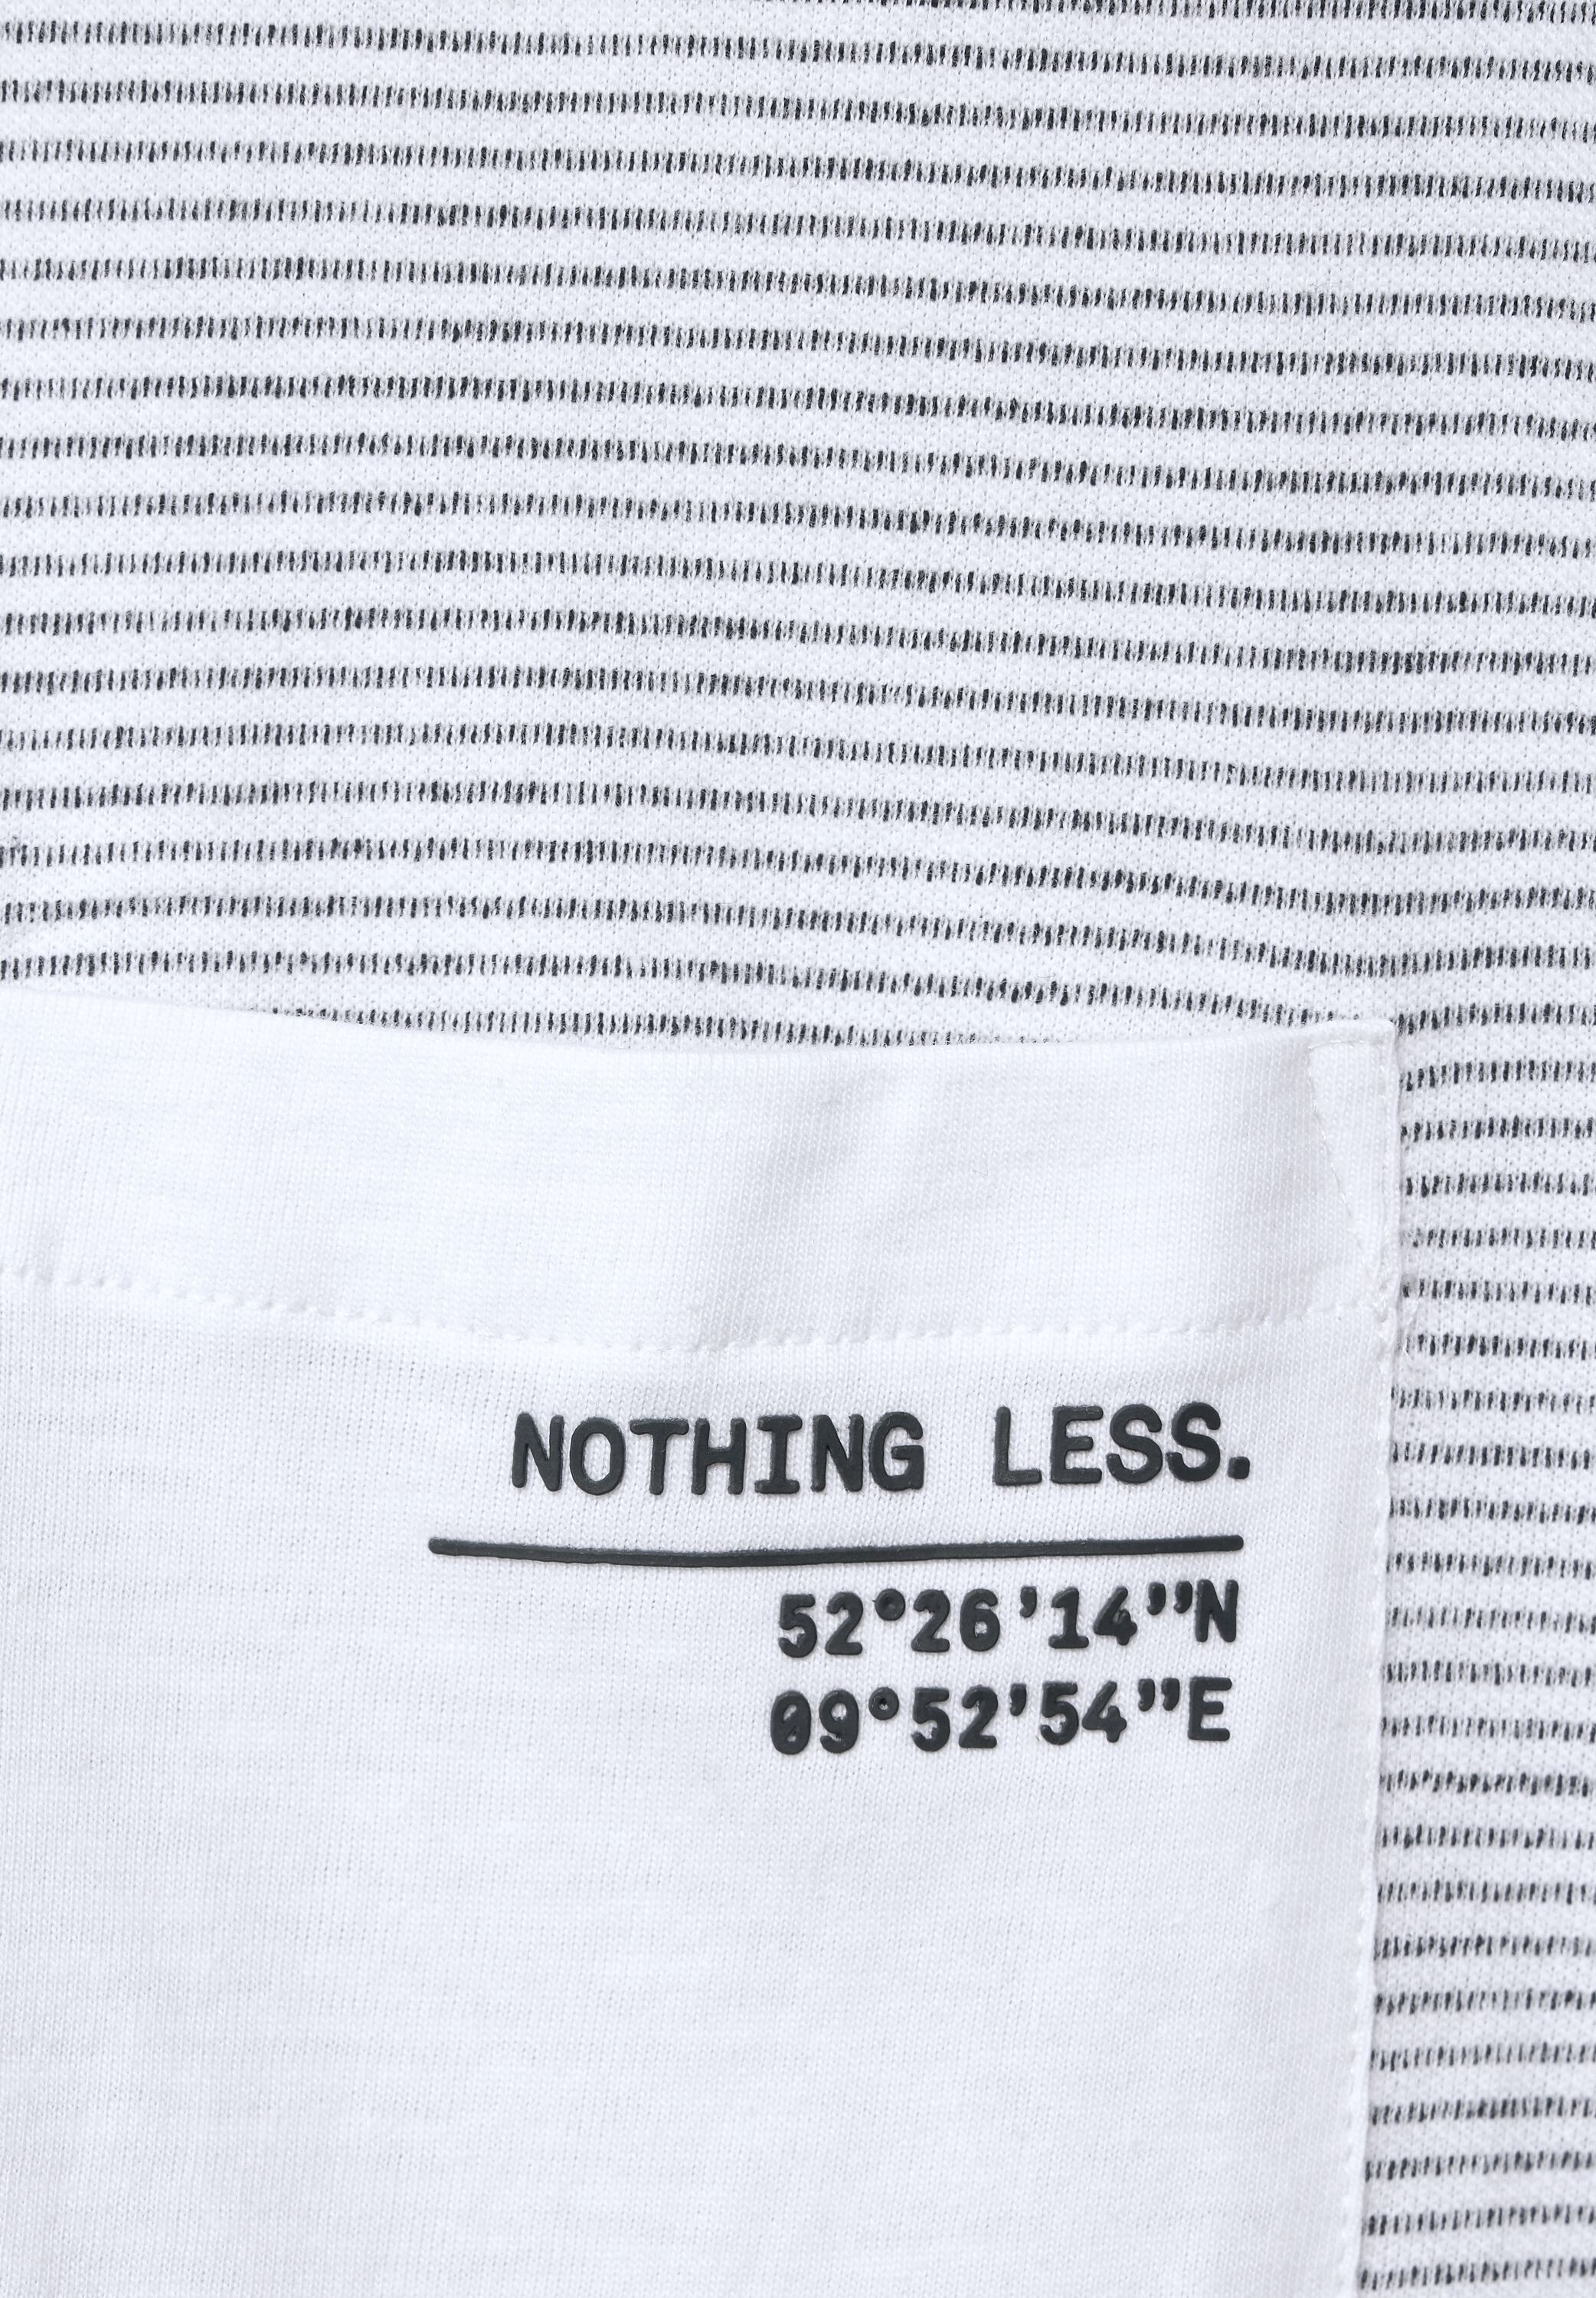 NOTHING LESS.
52°26’14’’N
09°52’54’’E